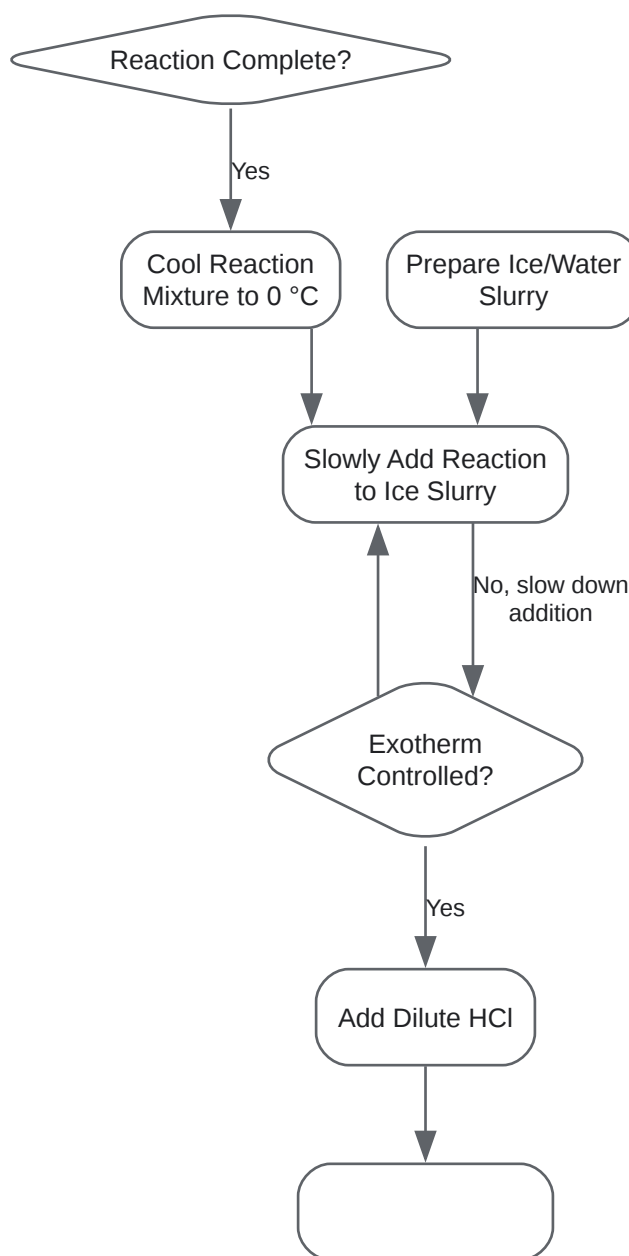 Reaction Complete?
Yes
Cool Reaction
Mixture to 0 °C
Prepare Ice/Water
Slurry
Slowly Add Reaction
to Ice Slurry
No, slow down
addition
Exotherm
Controlled?
Yes
Add Dilute HCl